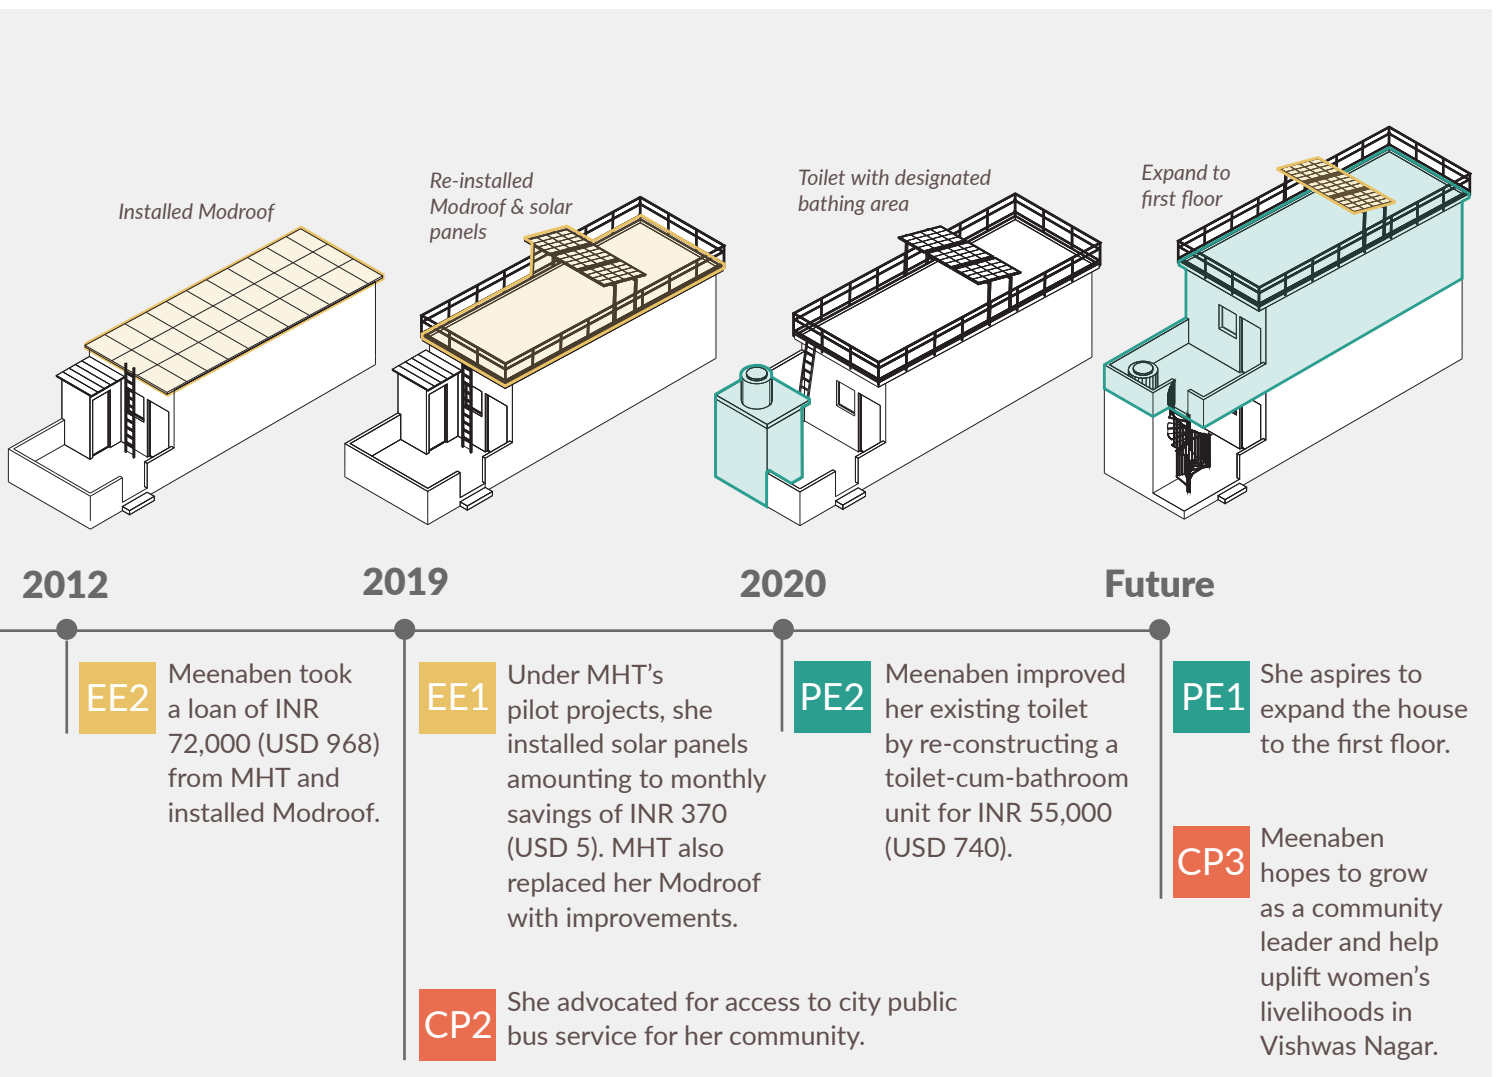 Installed Modroof
Re-installed
Modroof & solar
panels
Toilet with designated
bathing area
Expand to
first floor
2012
2019
2020
Future
EE2
Meenaben took
a loan of INR
72,000 (USD 968)
from MHT and
installed Modroof.
EE1
Under MHT’s
pilot projects, she
installed solar panels
amounting to monthly
savings of INR 370
(USD 5). MHT also
replaced her Modroof
with improvements.
CP2
She advocated for access to city public
bus service for her community.
PE2
Meenaben improved
her existing toilet
by re-constructing a
toilet-cum-bathroom
unit for INR 55,000
(USD 740).
PE1
She aspires to
expand the house
to the first floor.
CP3
Meenaben
hopes to grow
as a community
leader and help
uplift women’s
livelihoods in
Vishwas Nagar.